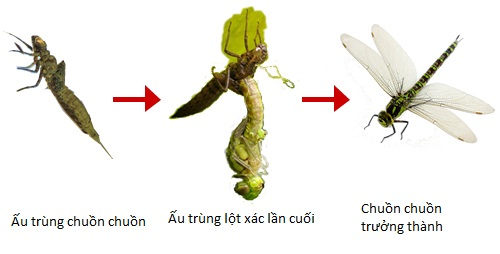 Ấu trùng chuồn chuồn
Ấu trùng lột xác lần cuối
Chuồn chuồn
trưởng thành